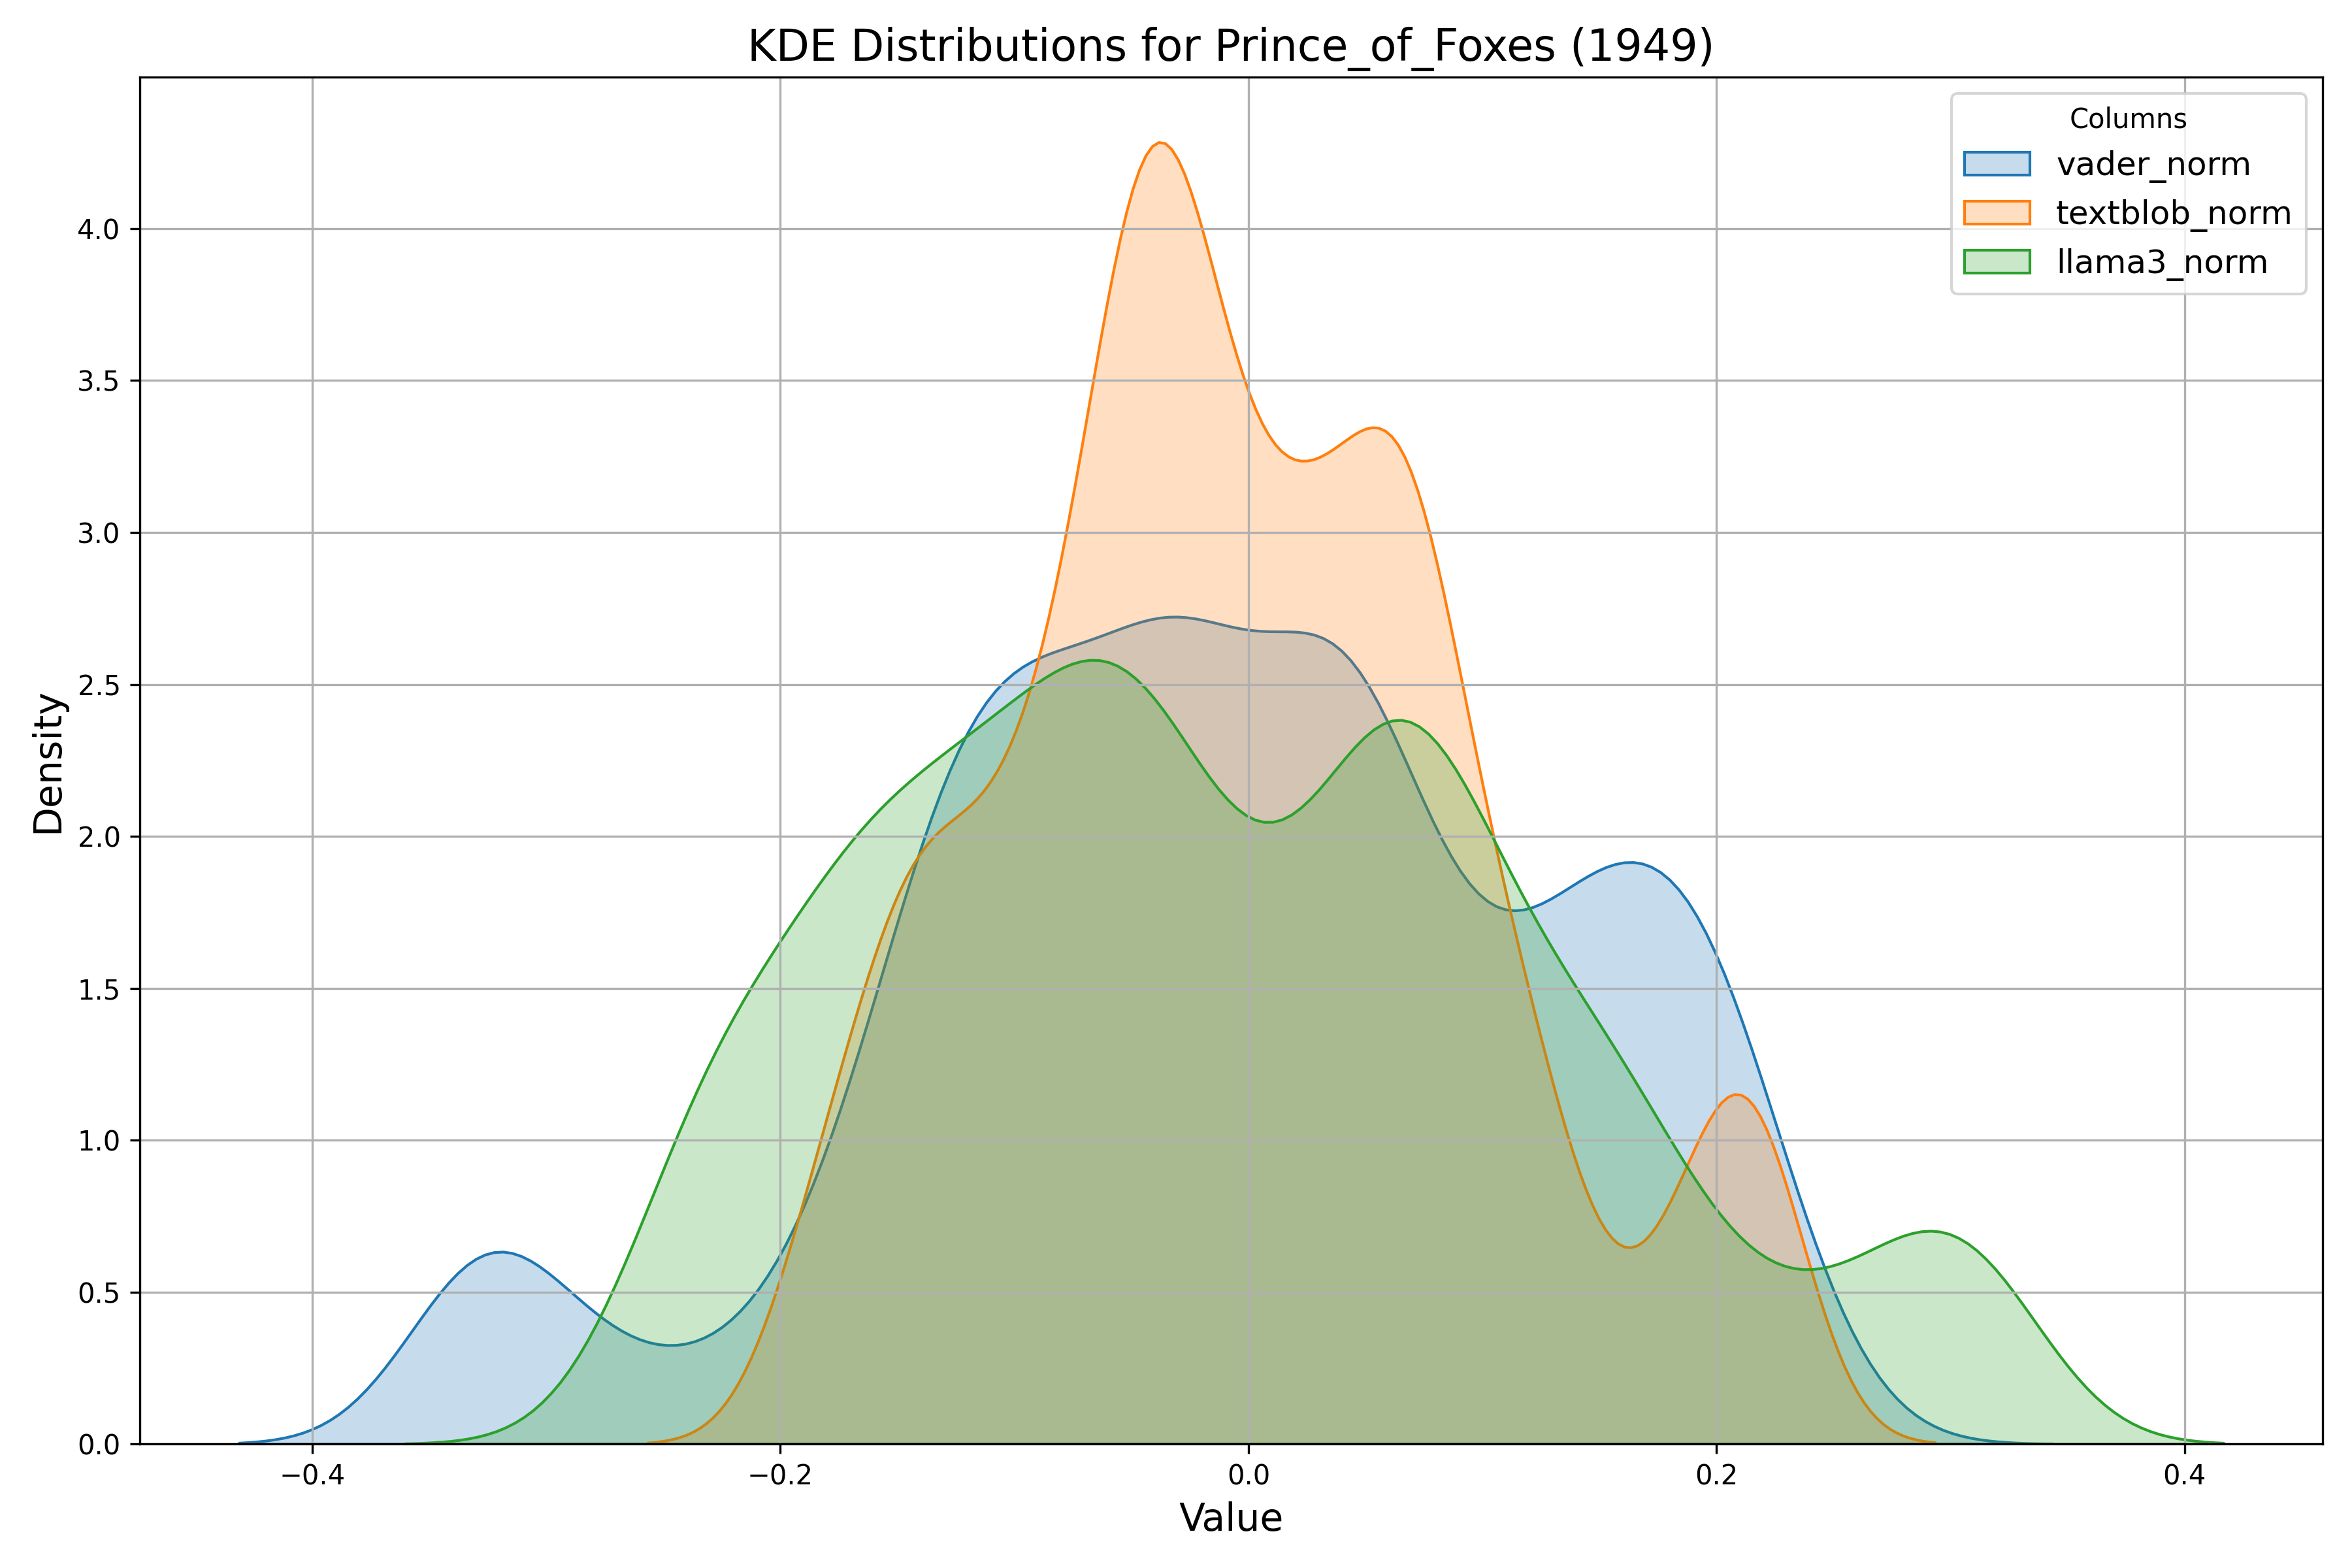 KDE Distributions for Prince_of_Foxes (1949)
Columns
vader_norm
textblob_norm
llama3_norm
Density
4.0
3.5
3.0
2.5
2.0
1.5
1.0
0.5
0.0
−0.4
−0.2
0.0
0.2
0.4
Value